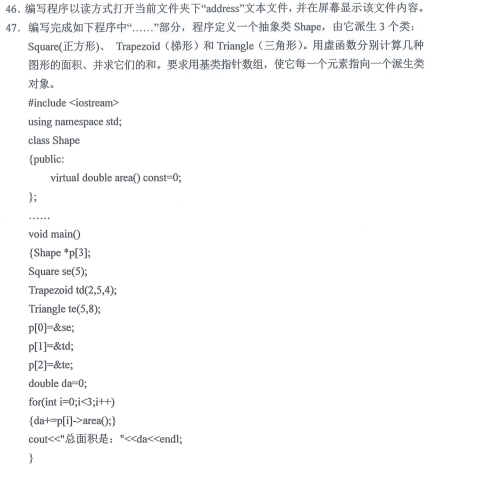 46. 编写程序以读方式打开当前文件夹下“address”文本文件,并在屏幕显示该文件内容。
47. 编写完成如下程序中“……”部分,程序定义一个抽象类 Shape,由它派生 3 个类:
Square(正方形)、 Trapezoid(梯形)和 Triangle(三角形)。用虚函数分别计算几种
图形的面积、并求它们的和。要求用基类指针数组,使它每一个元素指向一个派生类
对象。
#include <iostream>
using namespace std;
class Shape
{public:
virtual double area() const=0;
};
……
void main()
{Shape *p[3];
Square se(5);
Trapezoid td(2,5,4);
Triangle te(5,8);
p[0]=&se;
p[1]=&td;
p[2]=&te;
double da=0;
for(int i=0;i<3;i++)
{da+=p[i]->area();}
cout<<"总面积是:"<<da<<endl;
}